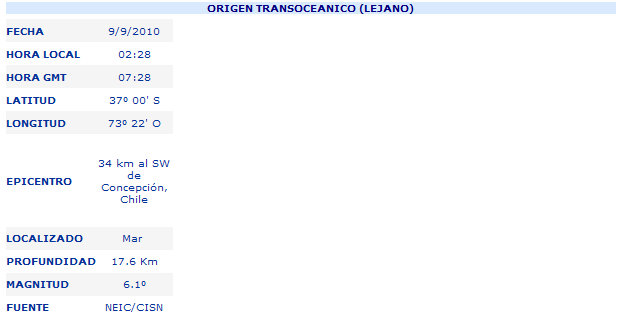 ORIGEN TRANSOCEANICO (LEJANO)
FECHA 9/9/2010
HORA LOCAL 02:28
HORA GMT 07:28
LATITUD 37º 00' S
LONGITUD 73º 22' O
EPICENTRO 34 km al SW
de
Concepción,
Chile
LOCALIZADO Mar
PROFUNDIDAD 17.6 Km
MAGNITUD 6.1º
FUENTE NEIC/CISN